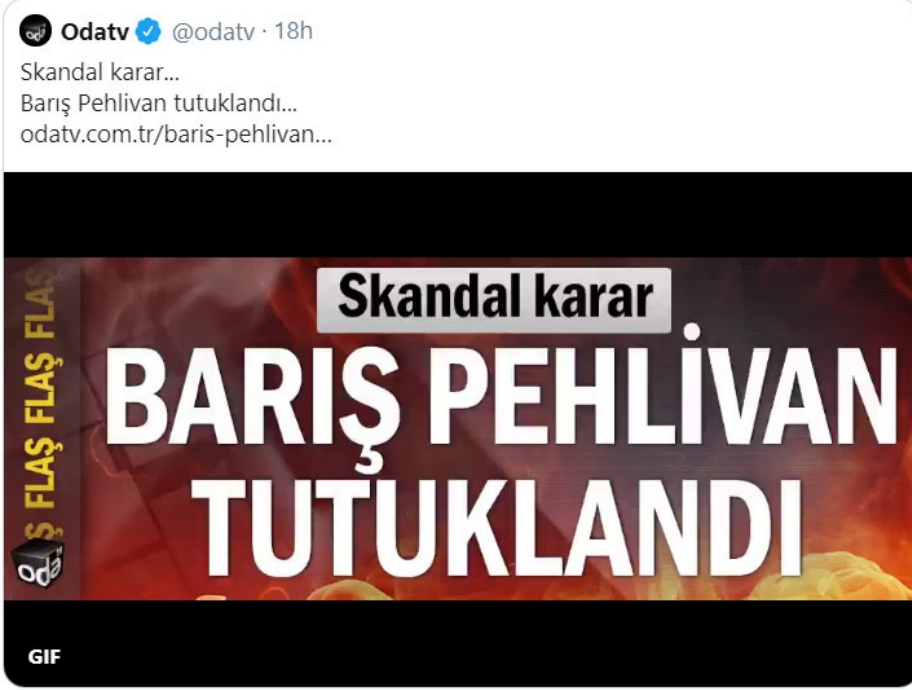 Odatv @odatv · 18h
Skandal karar...
Barış Pehlivan tutuklandı...
odatv.com.tr/baris-pehlivan...
Ş FLAŞ FLAŞ FLAŞ
Skandal karar
BARIŞ PEHLİVAN
TUTUKLANDI
oda
GIF